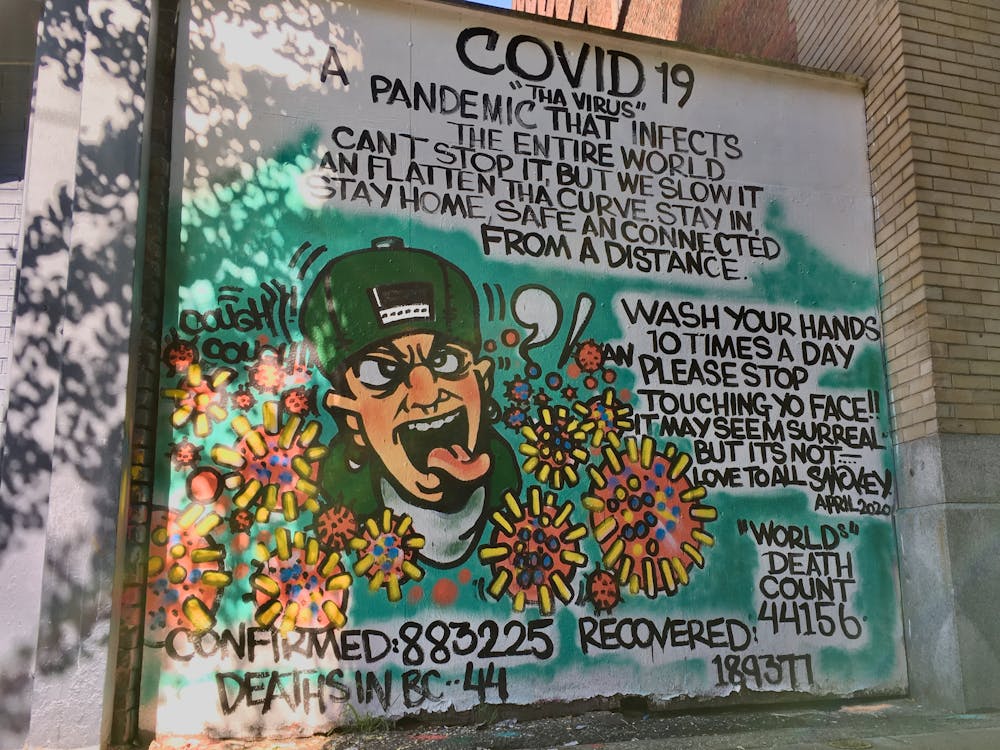 COVID 19
"THA VIRUS"
A PANDEMIC THAT INFECTS
THE ENTIRE WORLD
CAN'T STOP IT, BUT WE SLOW IT
AN FLATTEN THA CURVE. STAY IN,
STAY HOME, SAFE AN CONNECTED
FROM A DISTANCE.
COUGH!!
COUGH!!!
?!
WASH YOUR HANDS
10 TIMES A DAY
AN PLEASE STOP
TOUCHING YO FACE!!
IT MAY SEEM SURREAL
BUT ITS NOT
LOVE TO ALL SMOKEY
APRIL 2020
"WORLDS"
DEATH
COUNT
44156
CONFIRMED: 883225 RECOVERED:
189377
DEATHS IN BC·· 44